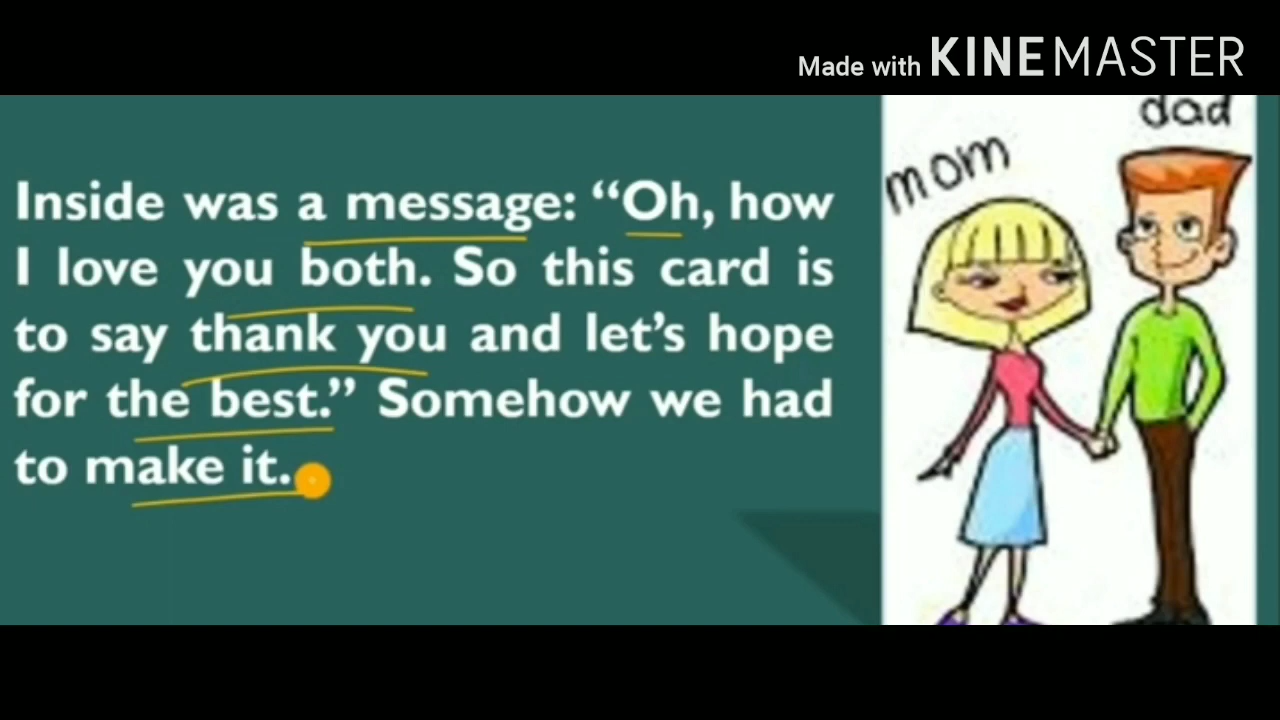 Made with KINEMASTER
dad
mom
Inside was a message: “Oh, how
I love you both. So this card is
to say thank you and let’s hope
for the best.” Somehow we had
to make it.